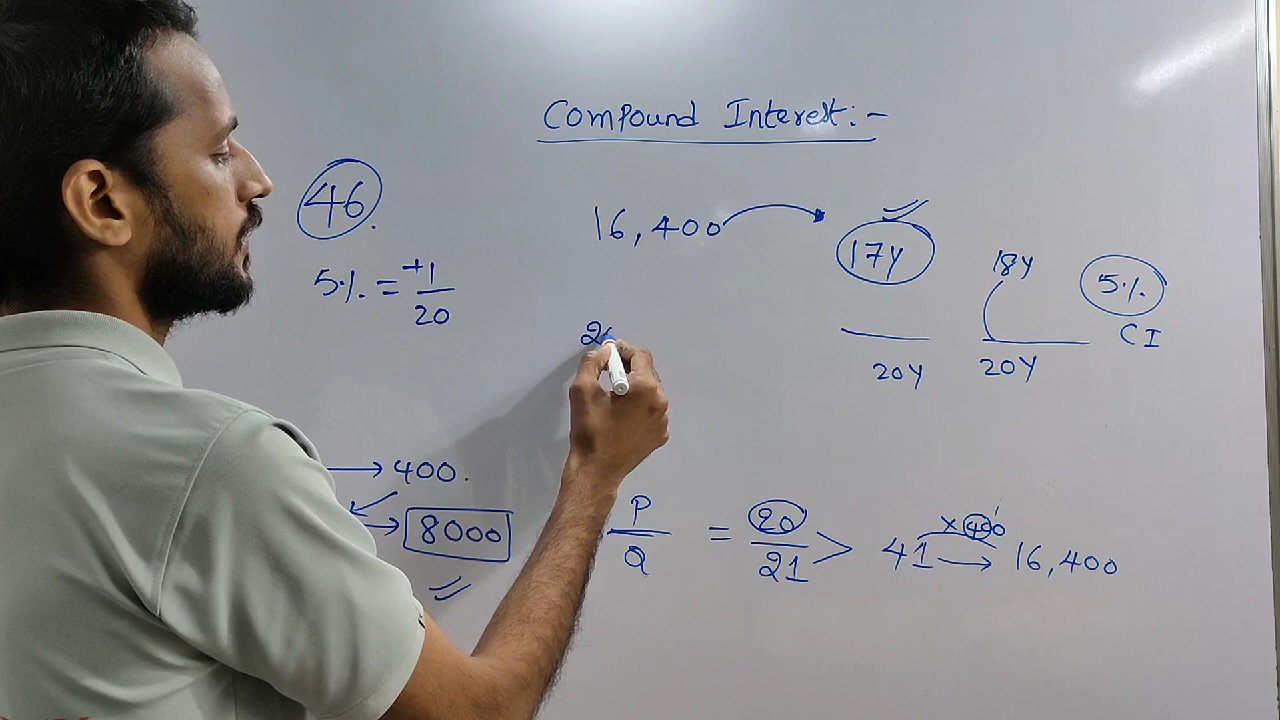 Compound Interest:-
46.
16,400
17Y
18Y
5%
CI
5% = +1/20
2
20Y
20Y
→ 400.
→ 8000
P/Q = 20/21 > 41 → 16,400
×400